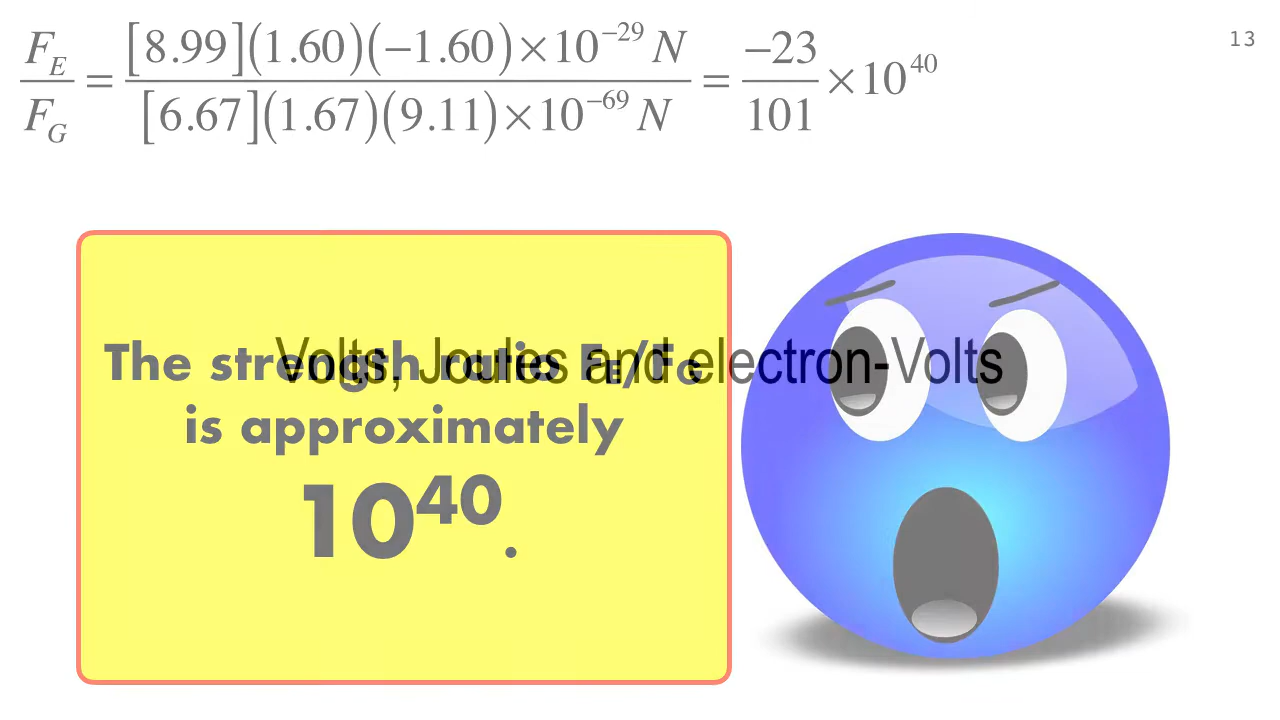 F_E/F_G = [8.99](1.60)(−1.60)×10^−29 N / [6.67](1.67)(9.11)×10^−69 N = −23/101 ×10^40
13
The strength ratio F_E/F_G
Volts, Joules and electron-Volts
is approximately
10^40.